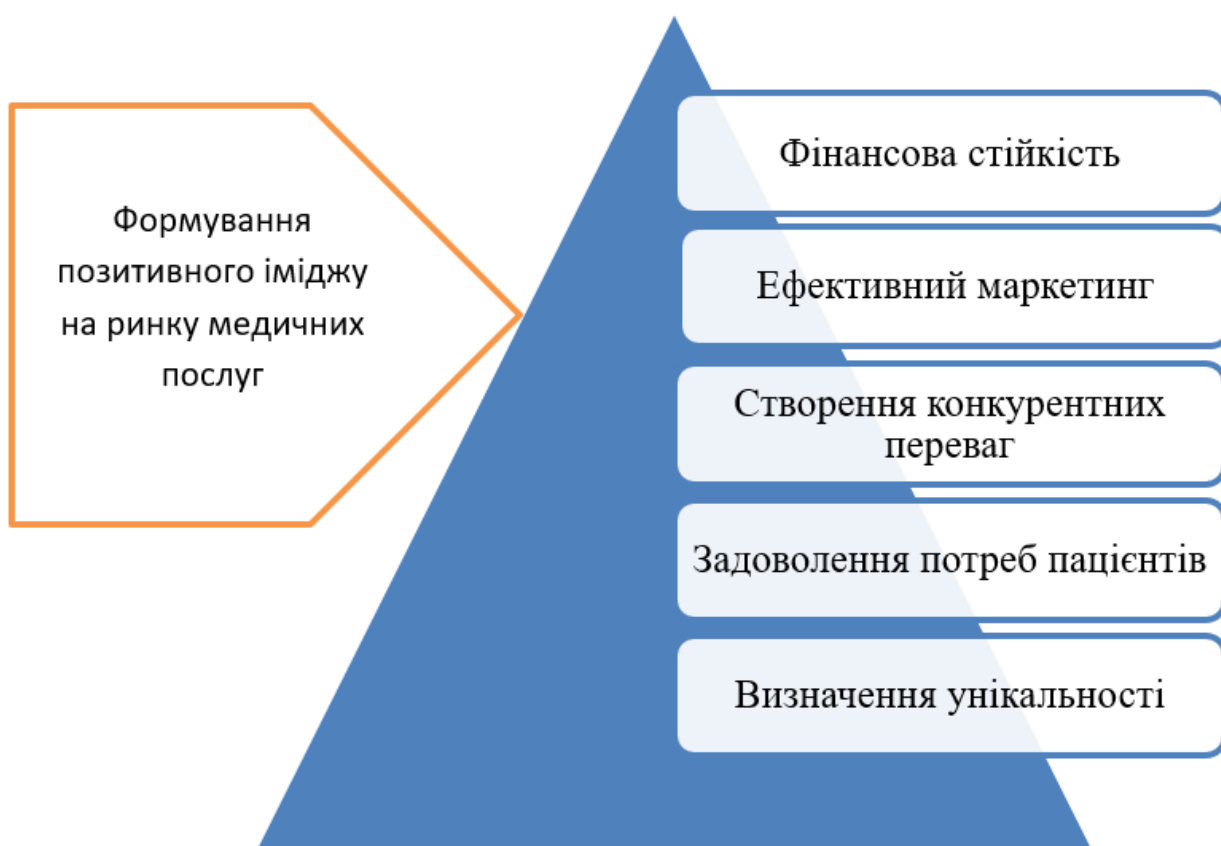 Формування
позитивного іміджу
на ринку медичних
послуг
Фінансова стійкість
Ефективний маркетинг
Створення конкурентних
переваг
Задоволення потреб пацієнтів
Визначення унікальності